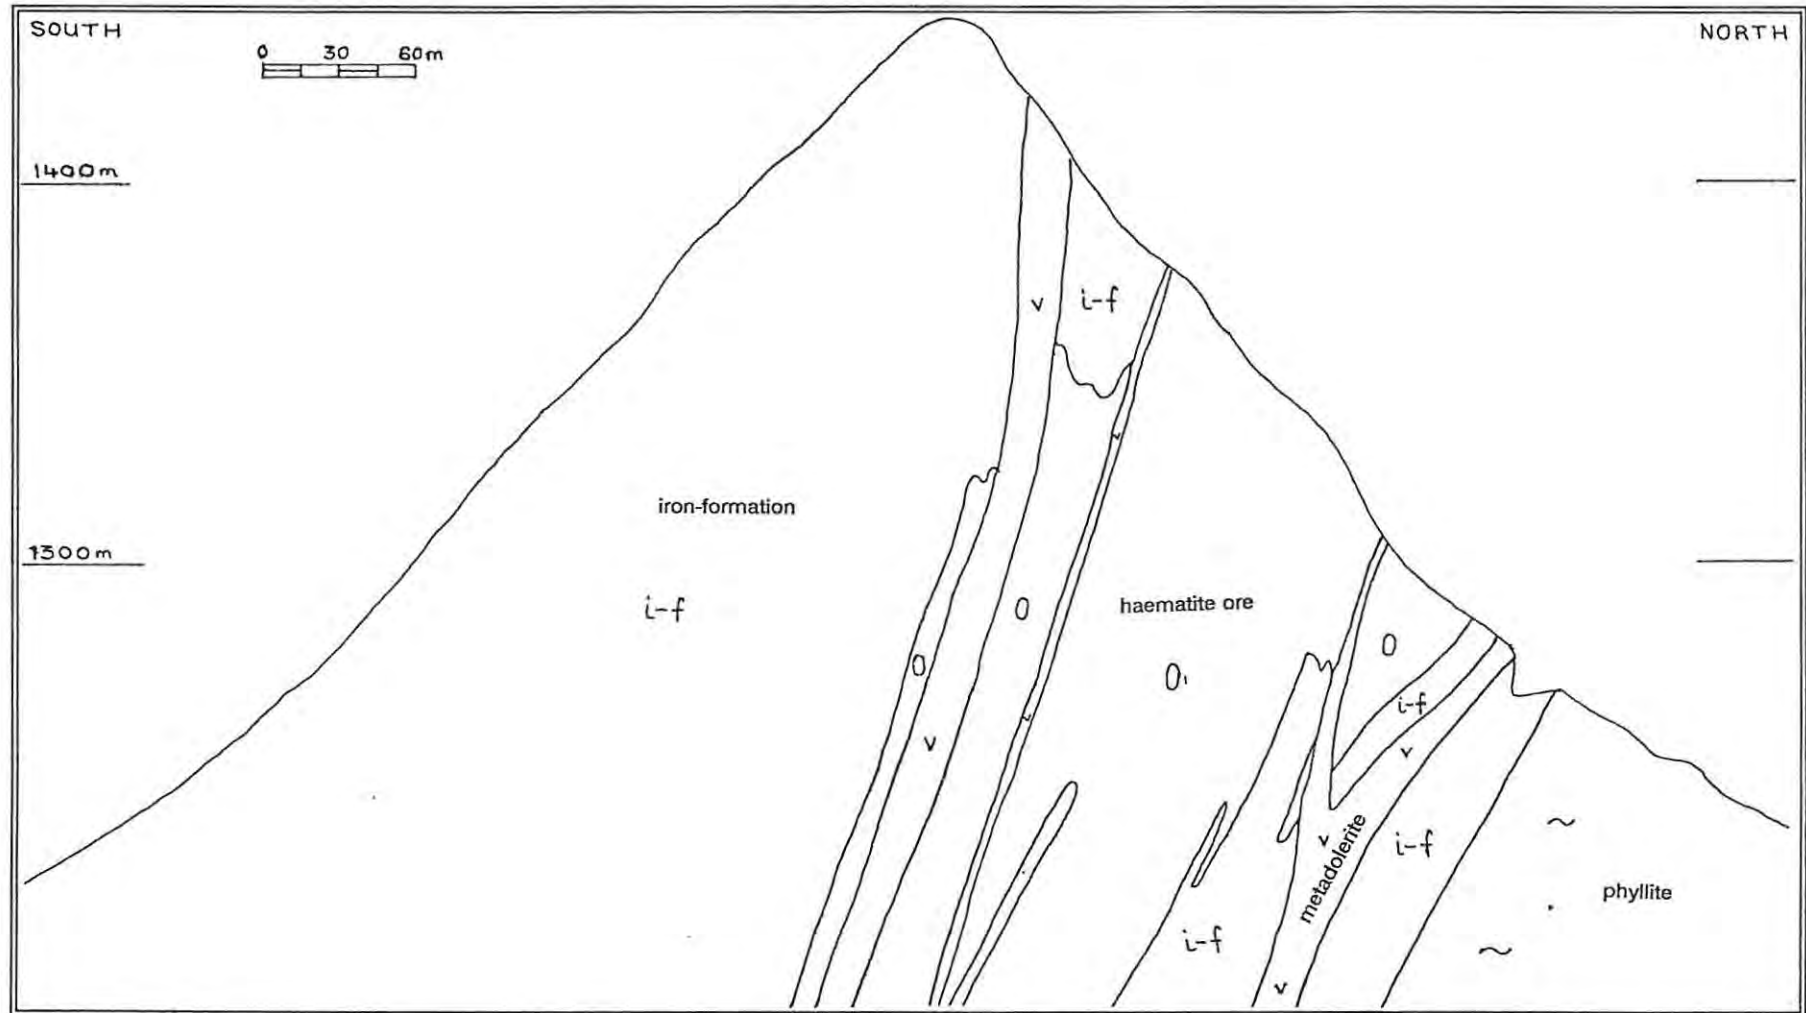 SOUTH
NORTH
0 30 60m
1400m
v
i-f
v
iron-formation
1300m
i-f
0
haematite ore
0
0
0
i-f
v
v
v
v
metadolerite
i-f
phyllite
i-f
v